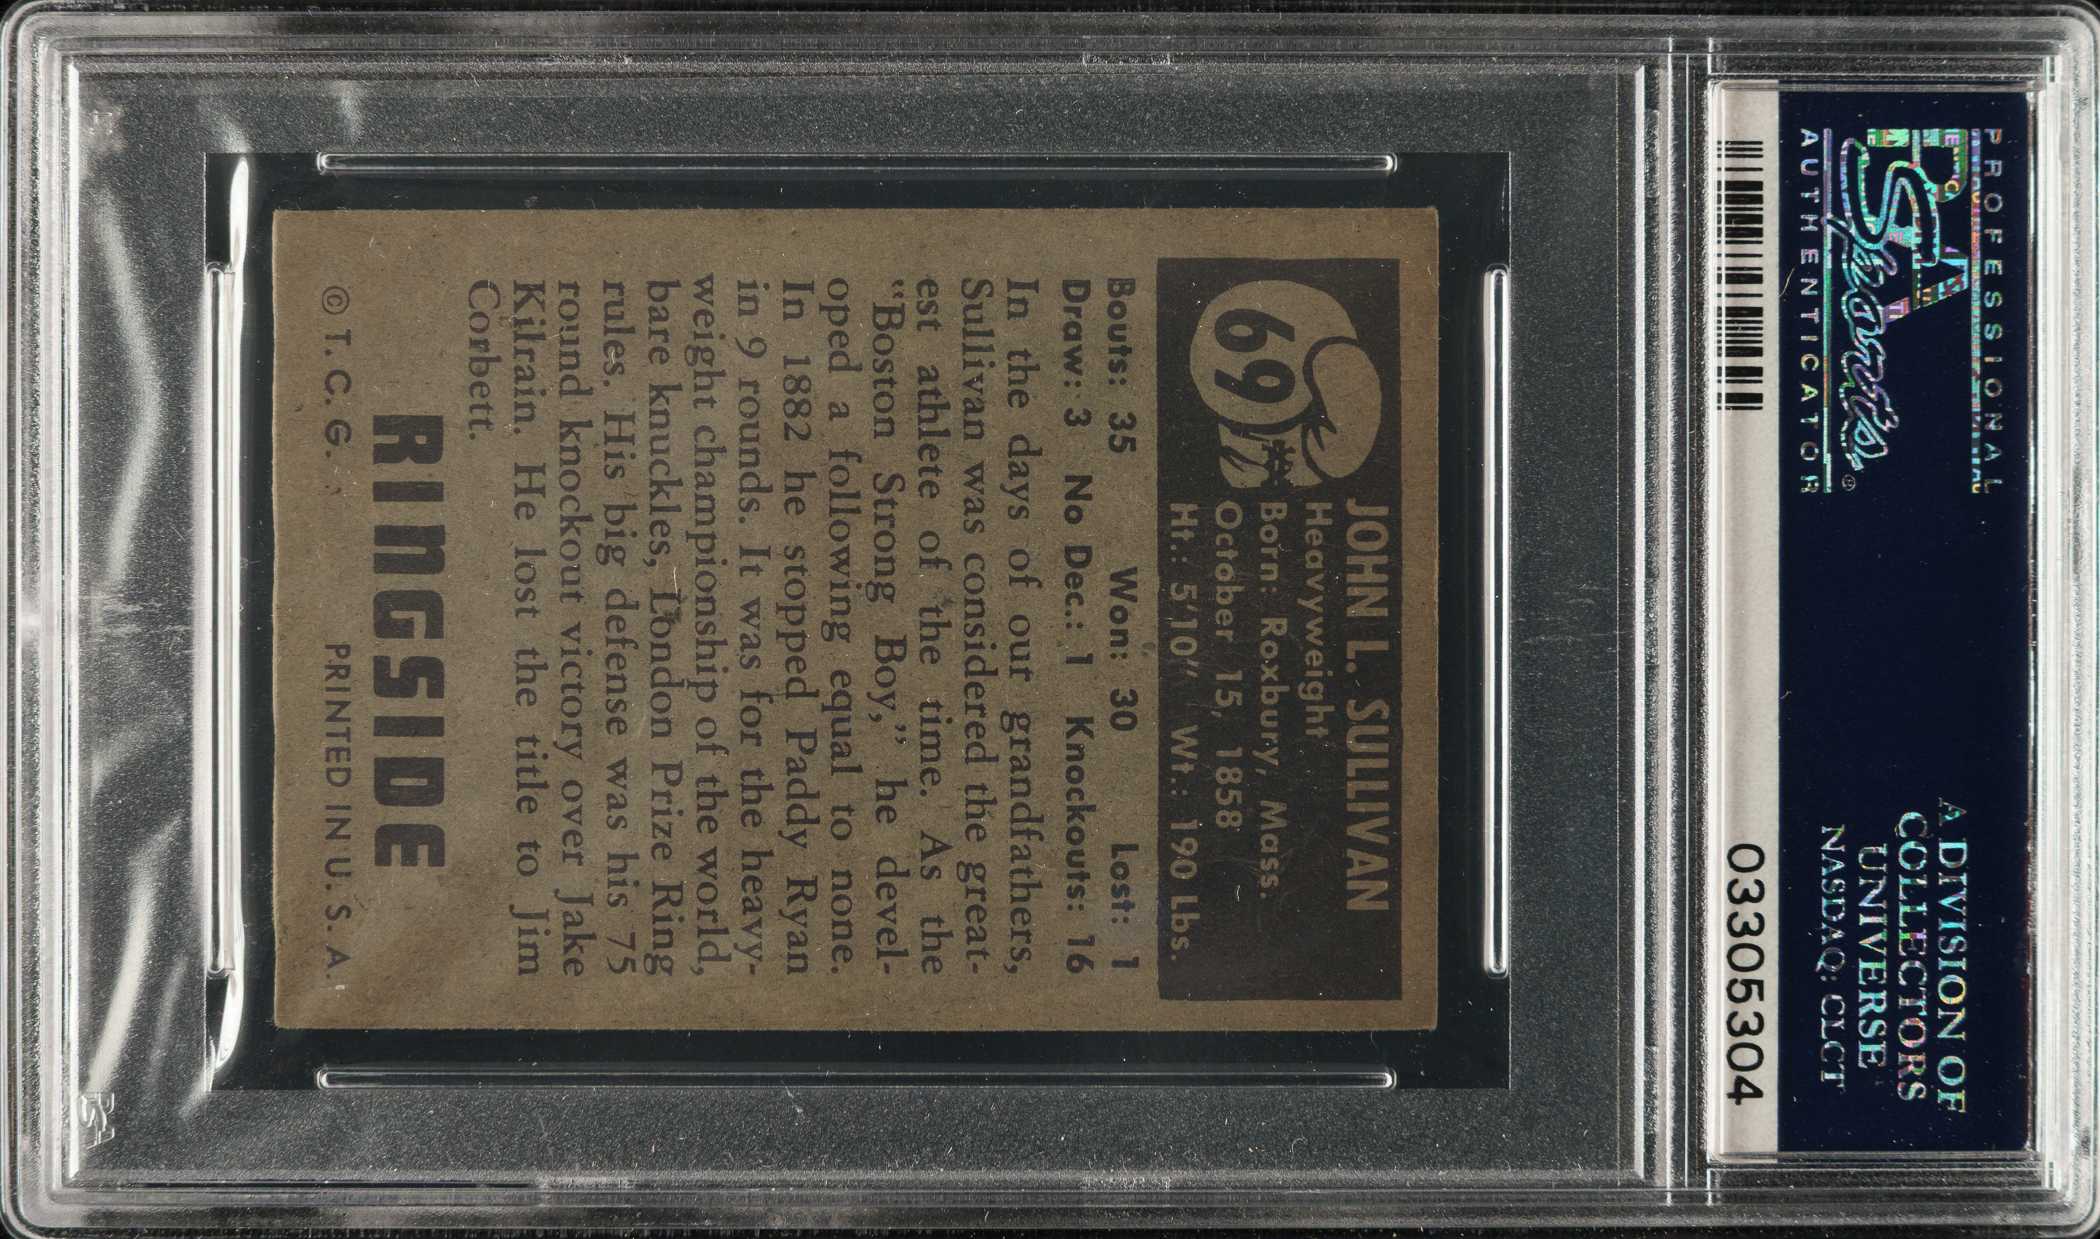 PROFESSIONAL
PSA
Sports
AUTHENTICATOR
A DIVISION OF
COLLECTORS
UNIVERSE
NASDAQ: CLCT
03305304
69
JOHN L. SULLIVAN
Heavyweight
Born: Roxbury, Mass.
October 15, 1858
Ht.: 5'10" Wt.: 190 Lbs.
Bouts: 35 Won: 30 Lost: 1
Draw: 3 No Dec.: 1 Knockouts: 16
In the days of our grandfathers,
Sullivan was considered the great-
est athlete of the time. As the
“Boston Strong Boy,” he devel-
oped a following equal to none.
In 1882 he stopped Paddy Ryan
in 9 rounds. It was for the heavy-
weight championship of the world,
bare knuckles, London Prize Ring
rules. His big defense was his 75
round knockout victory over Jake
Kilrain. He lost the title to Jim
Corbett.
RINGSIDE
© T. C. G. PRINTED IN U. S. A.